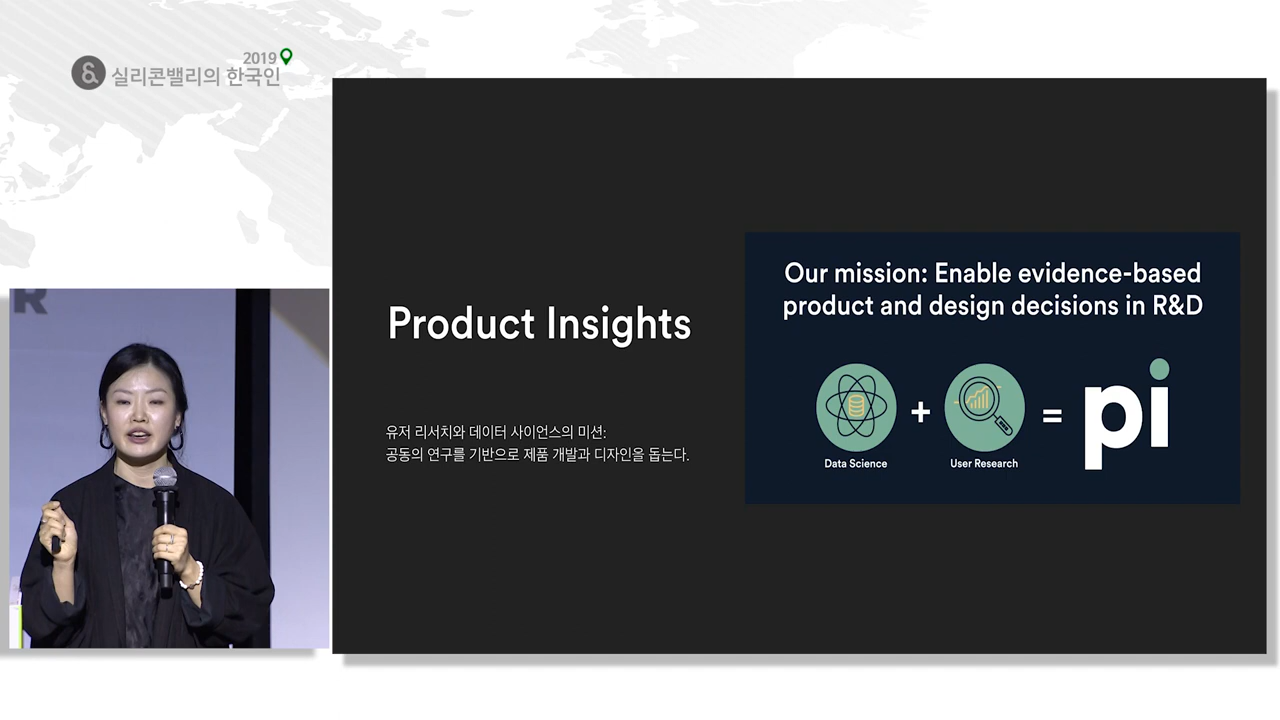 2019
& 실리콘밸리의 한국인
R
Product Insights
유저 리서치와 데이터 사이언스의 미션:
공동의 연구를 기반으로 제품 개발과 디자인을 돕는다.
Our mission: Enable evidence-based
product and design decisions in R&D
+
=
pi
Data Science
User Research